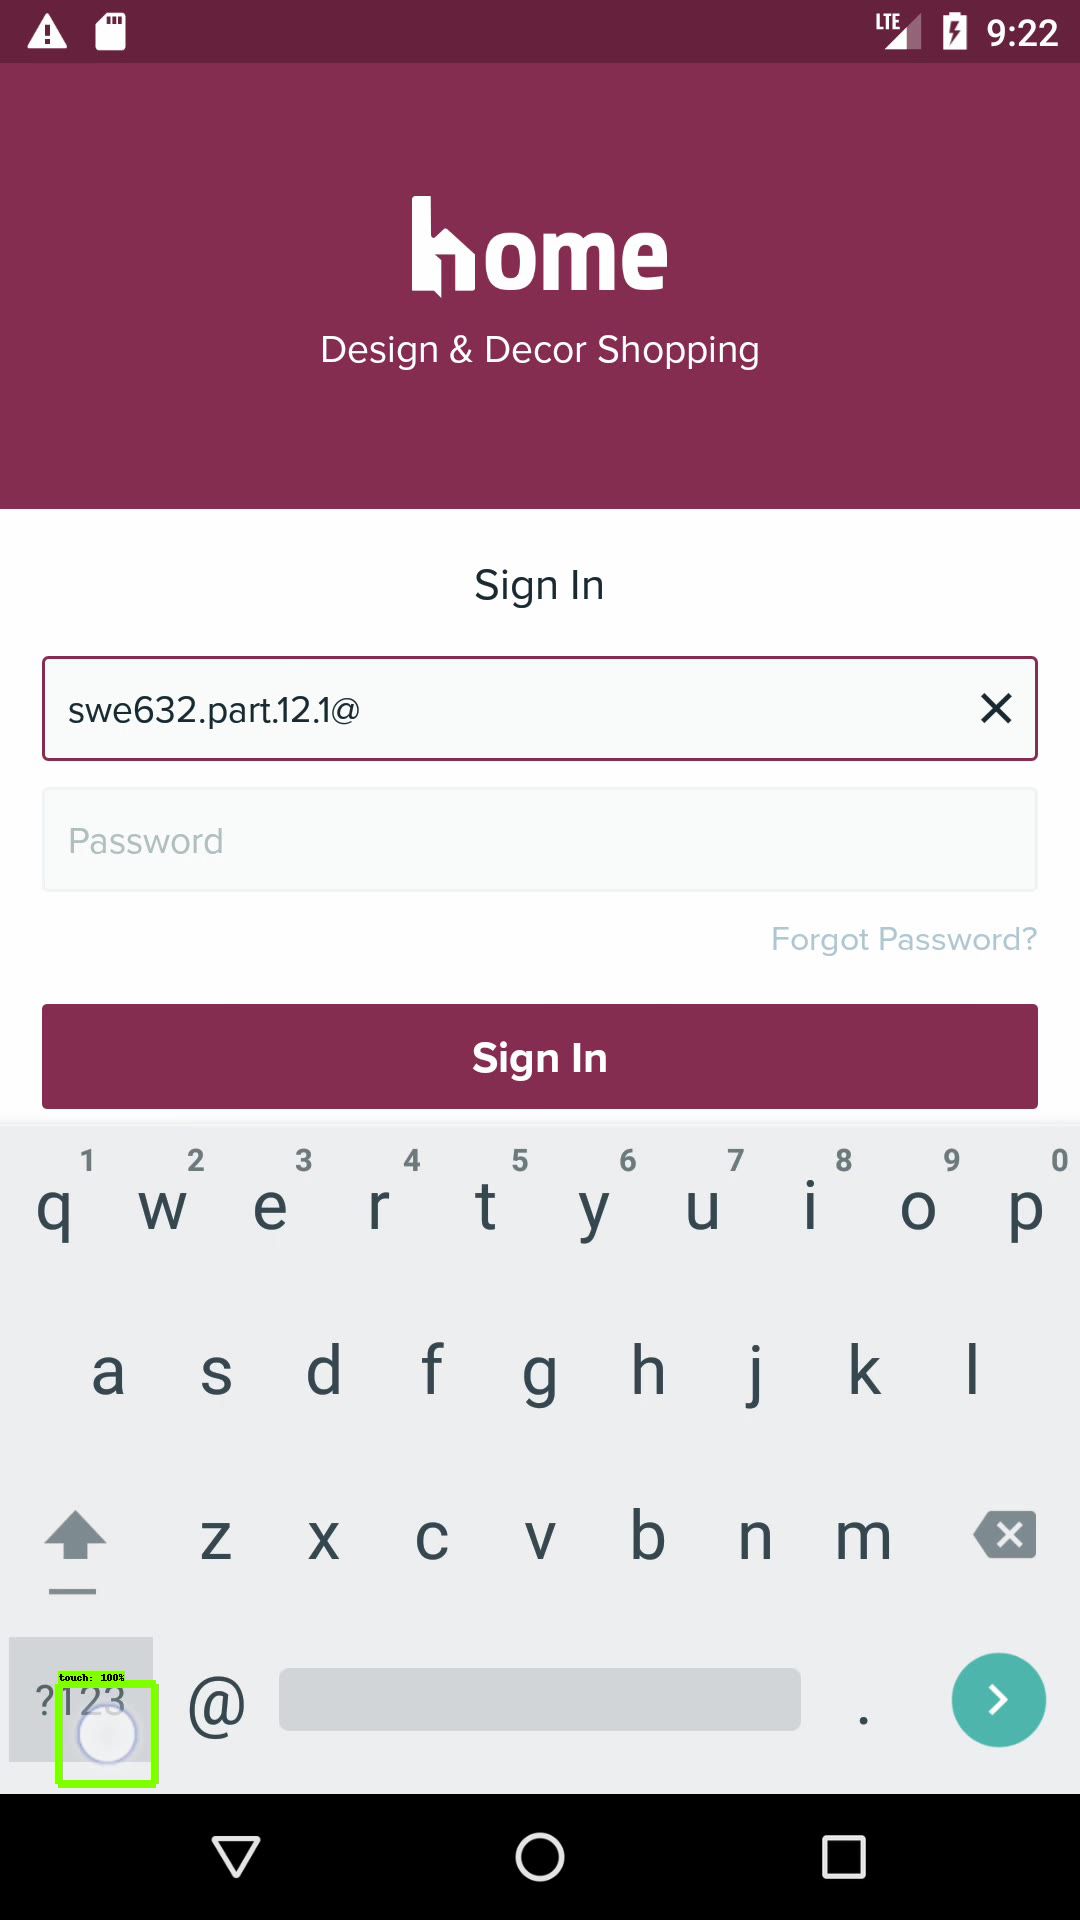 LTE 9:22
home
Design & Decor Shopping
Sign In
swe632.part.12.1@
Password
Forgot Password?
Sign In
1 2 3 4 5 6 7 8 9 0
q w e r t y u i o p
a s d f g h j k l
z x c v b n m
touch: 100%
?123 @ .